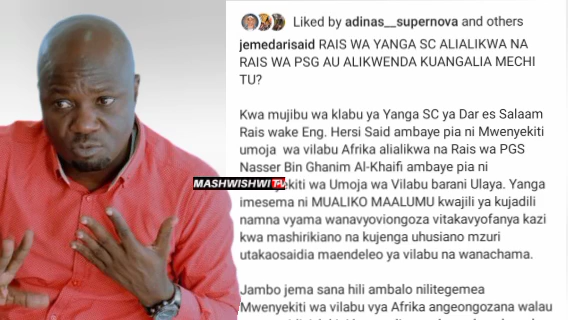 Liked by adinas__supernova and others
jemedarisaid RAIS WA YANGA SC ALIALIKWA NA
RAIS WA PSG AU ALIKWENDA KUANGALIA MECHI
TU?
Kwa mujibu wa klabu ya Yanga SC ya Dar es Salaam
Rais wake Eng. Hersi Said ambaye pia ni Mwenyekiti
umoja wa vilabu Afrika alialikwa na Rais wa PGS
Nasser Bin Ghanim Al-Khaifi ambaye pia ni
MASHWISHWI TV
yekiti wa Umoja wa Vilabu barani Ulaya. Yanga
imesema ni MUALIKO MAALUMU kwajili ya kujadili
namna vyama wanavyoviongoza vitakavyofanya kazi
kwa mashirikiano na kujenga uhusiano mzuri
utakaosaidia maendeleo ya vilabu na wanachama.
Jambo jema sana hili ambalo nilitegemea
Mwenyekiti wa vilabu vya Afrika angeongozana walau